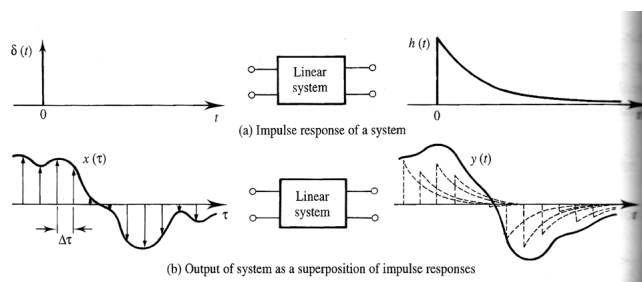 δ (t)
0
t
Linear
system
h (t)
0
(a) Impulse response of a system
x (τ)
τ
Δτ
Linear
system
y (t)
(b) Output of system as a superposition of impulse responses